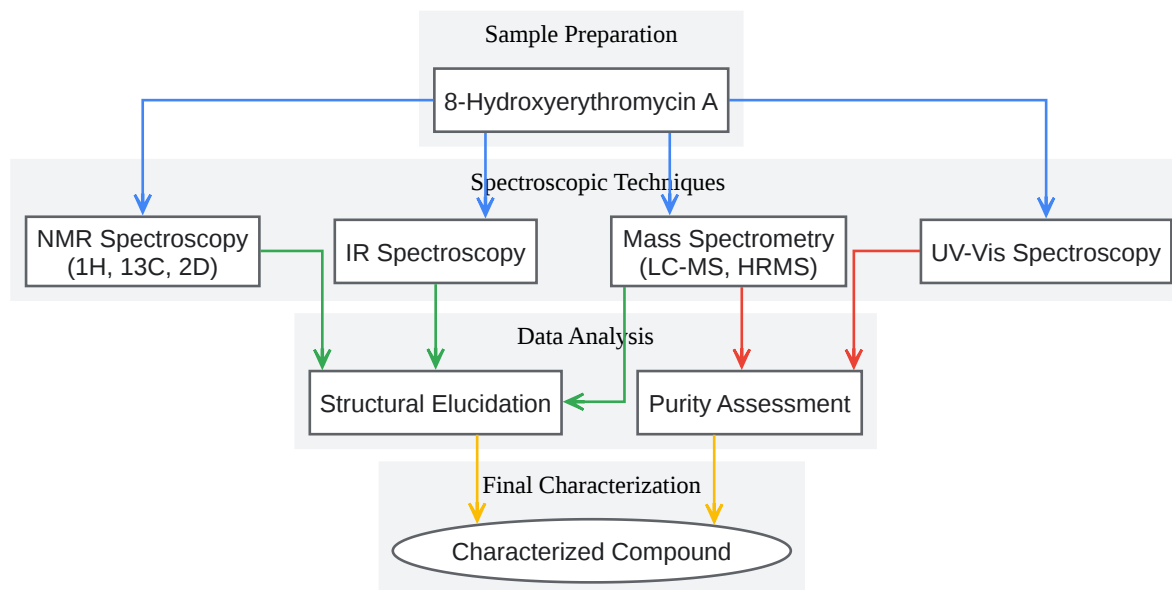 Sample Preparation
8-Hydroxyerythromycin A
Spectroscopic Techniques
NMR Spectroscopy
(1H, 13C, 2D)
IR Spectroscopy
Mass Spectrometry
(LC-MS, HRMS)
UV-Vis Spectroscopy
Data Analysis
Structural Elucidation
Purity Assessment
Final Characterization
Characterized Compound